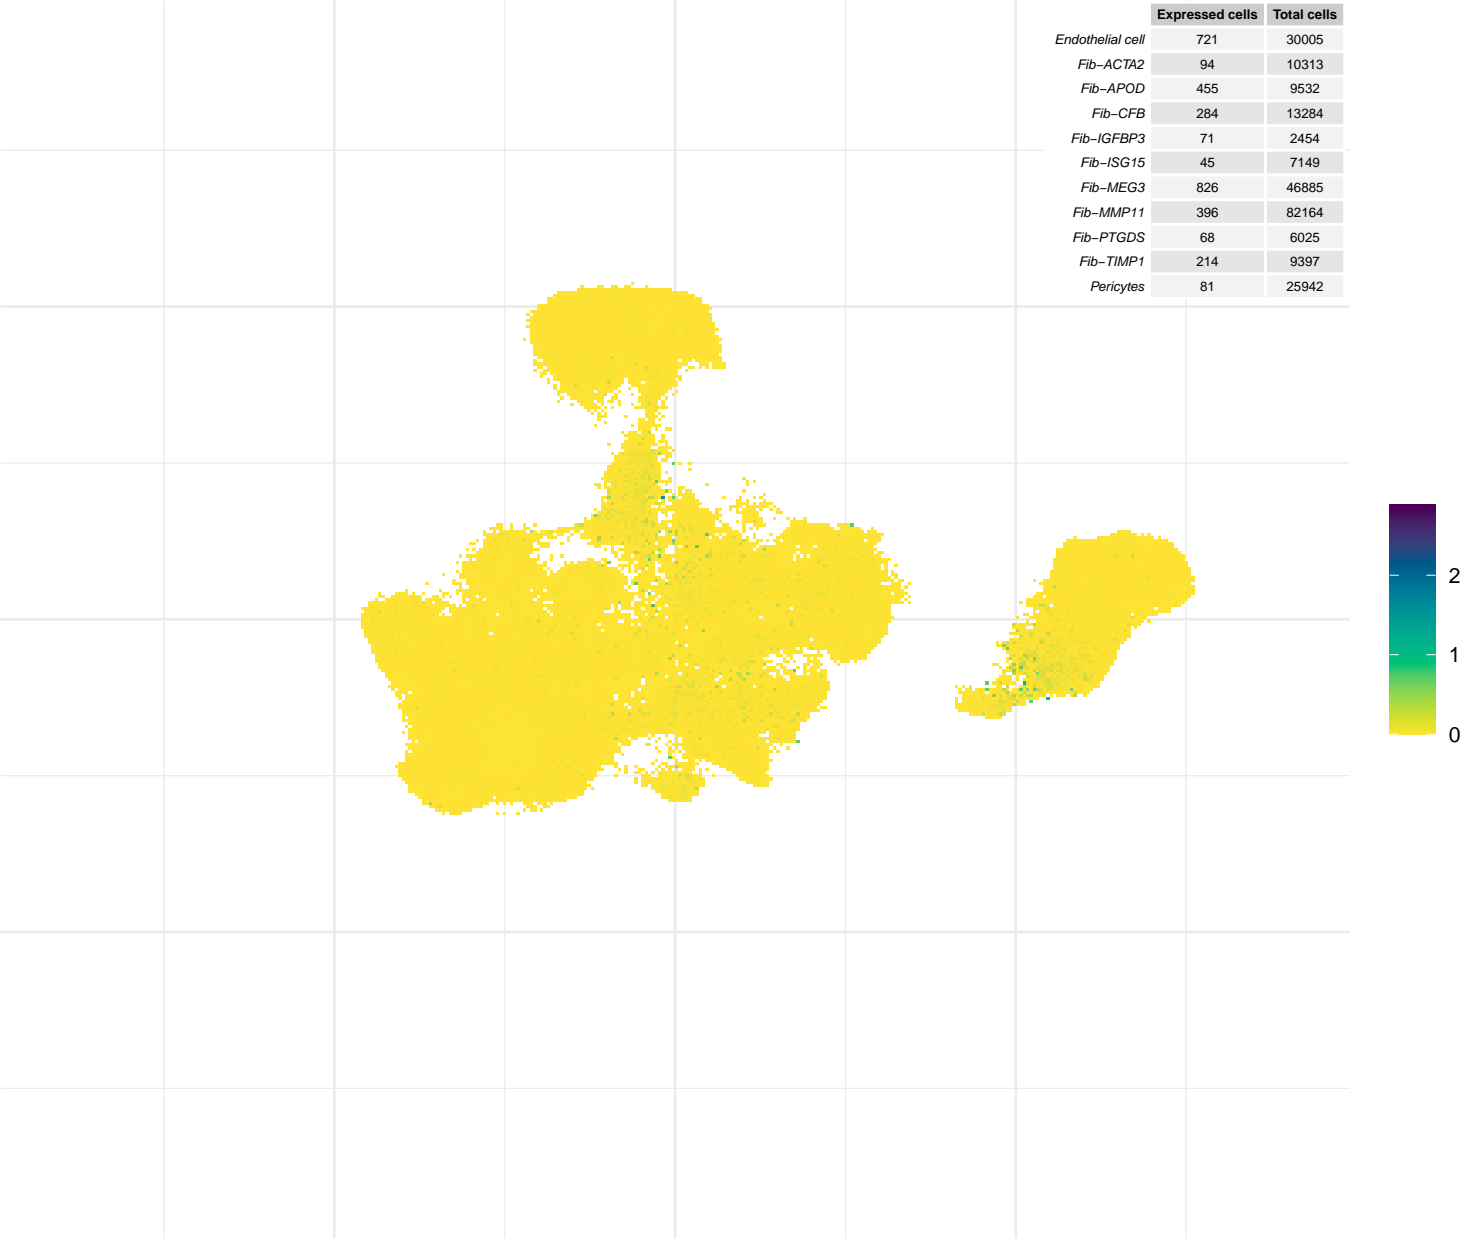 Expressed cells Total cells
Endothelial cell 721 30005
Fib−ACTA2 94 10313
Fib−APOD 455 9532
Fib−CFB 284 13284
Fib−IGFBP3 71 2454
Fib−ISG15 45 7149
Fib−MEG3 826 46885
Fib−MMP11 396 82164
Fib−PTGDS 68 6025
Fib−TIMP1 214 9397
Pericytes 81 25942
2
1
0